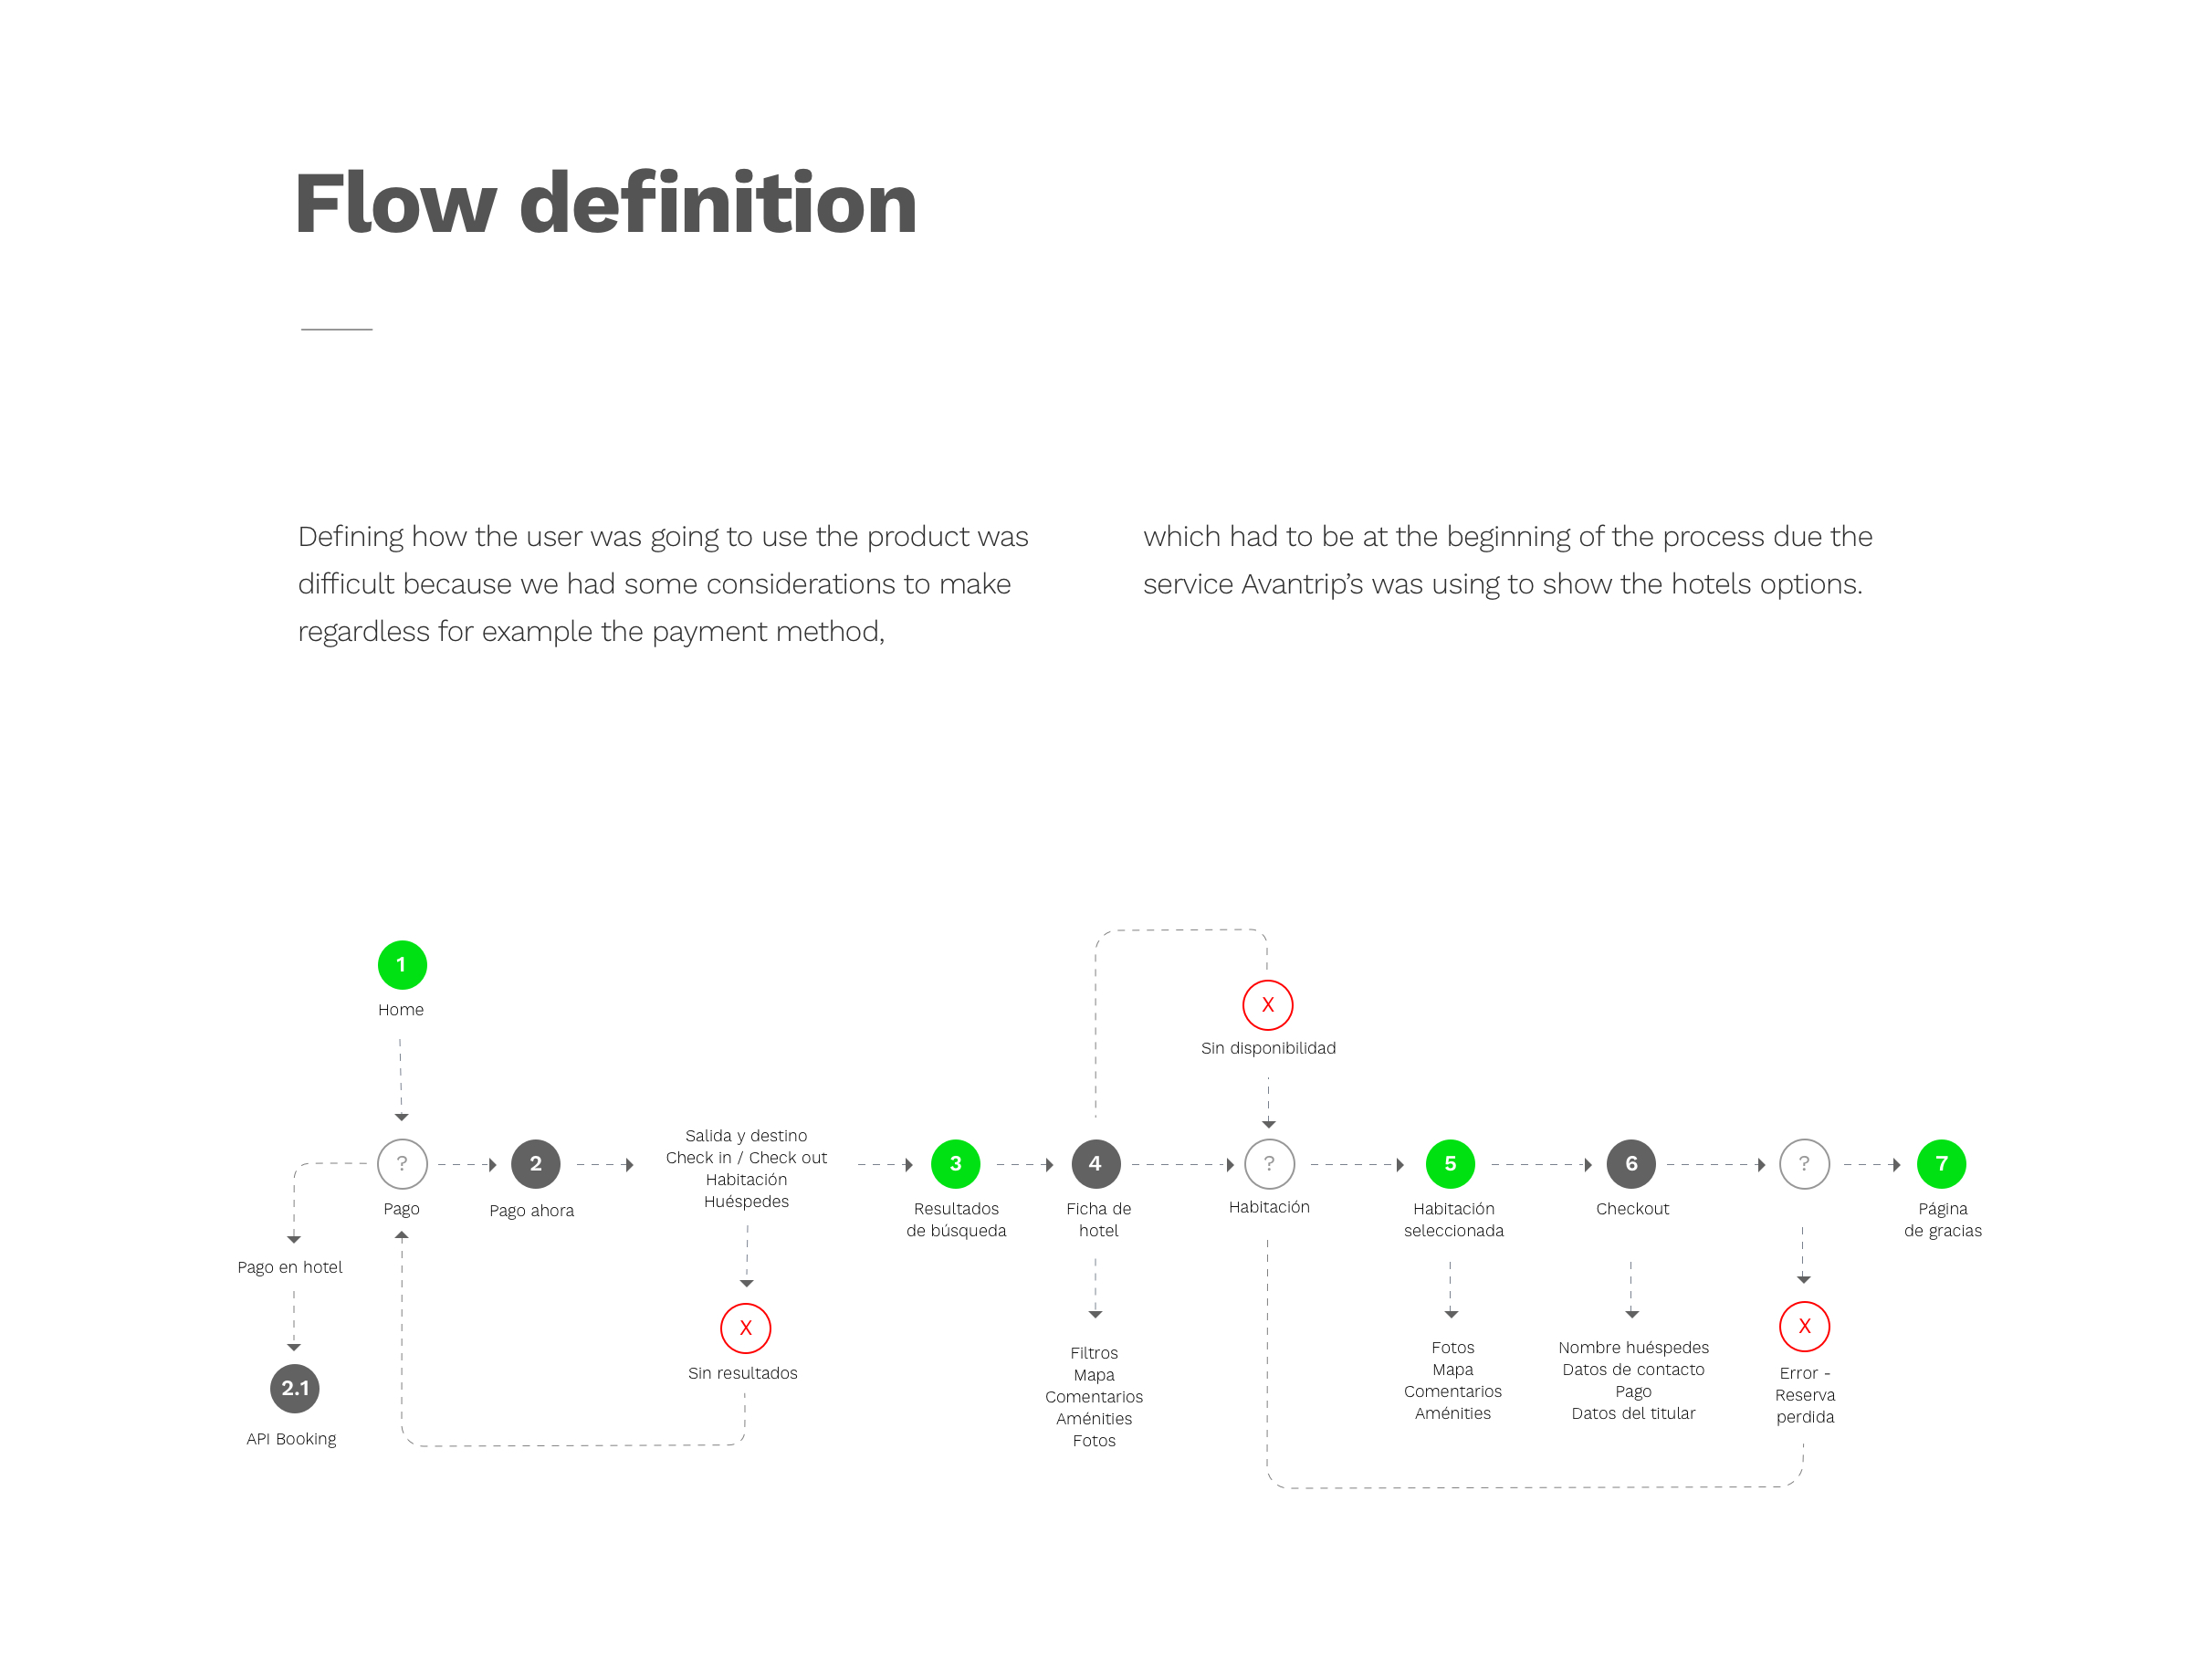 Flow definition
Defining how the user was going to use the product was
difficult because we had some considerations to make
regardless for example the payment method,
which had to be at the beginning of the process due the
service Avantrip’s was using to show the hotels options.
1
Home
?
Pago
2
Pago ahora
Pago en hotel
2.1
API Booking
Salida y destino
Check in / Check out
Habitación
Huéspedes
X
Sin resultados
3
Resultados
de búsqueda
4
Ficha de
hotel
Filtros
Mapa
Comentarios
Aménities
Fotos
X
Sin disponibilidad
?
Habitación
5
Habitación
seleccionada
Fotos
Mapa
Comentarios
Aménities
6
Checkout
Nombre huéspedes
Datos de contacto
Pago
Datos del titular
?
X
Error -
Reserva
perdida
7
Página
de gracias